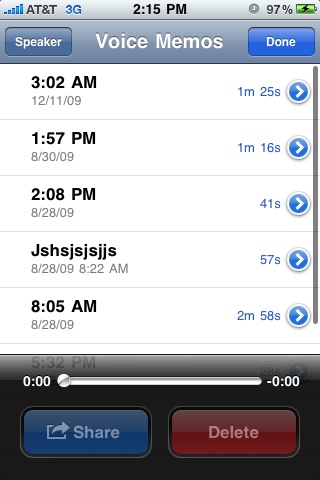 AT&T 3G 2:15 PM 97%
Speaker Voice Memos Done
3:02 AM
12/11/09 1m 25s
1:57 PM
8/30/09 1m 16s
2:08 PM
8/28/09 41s
Jshsjsjsjjs
8/28/09 8:22 AM 57s
8:05 AM
8/28/09 2m 58s
5:32 PM
0:00 -0:00
Share Delete